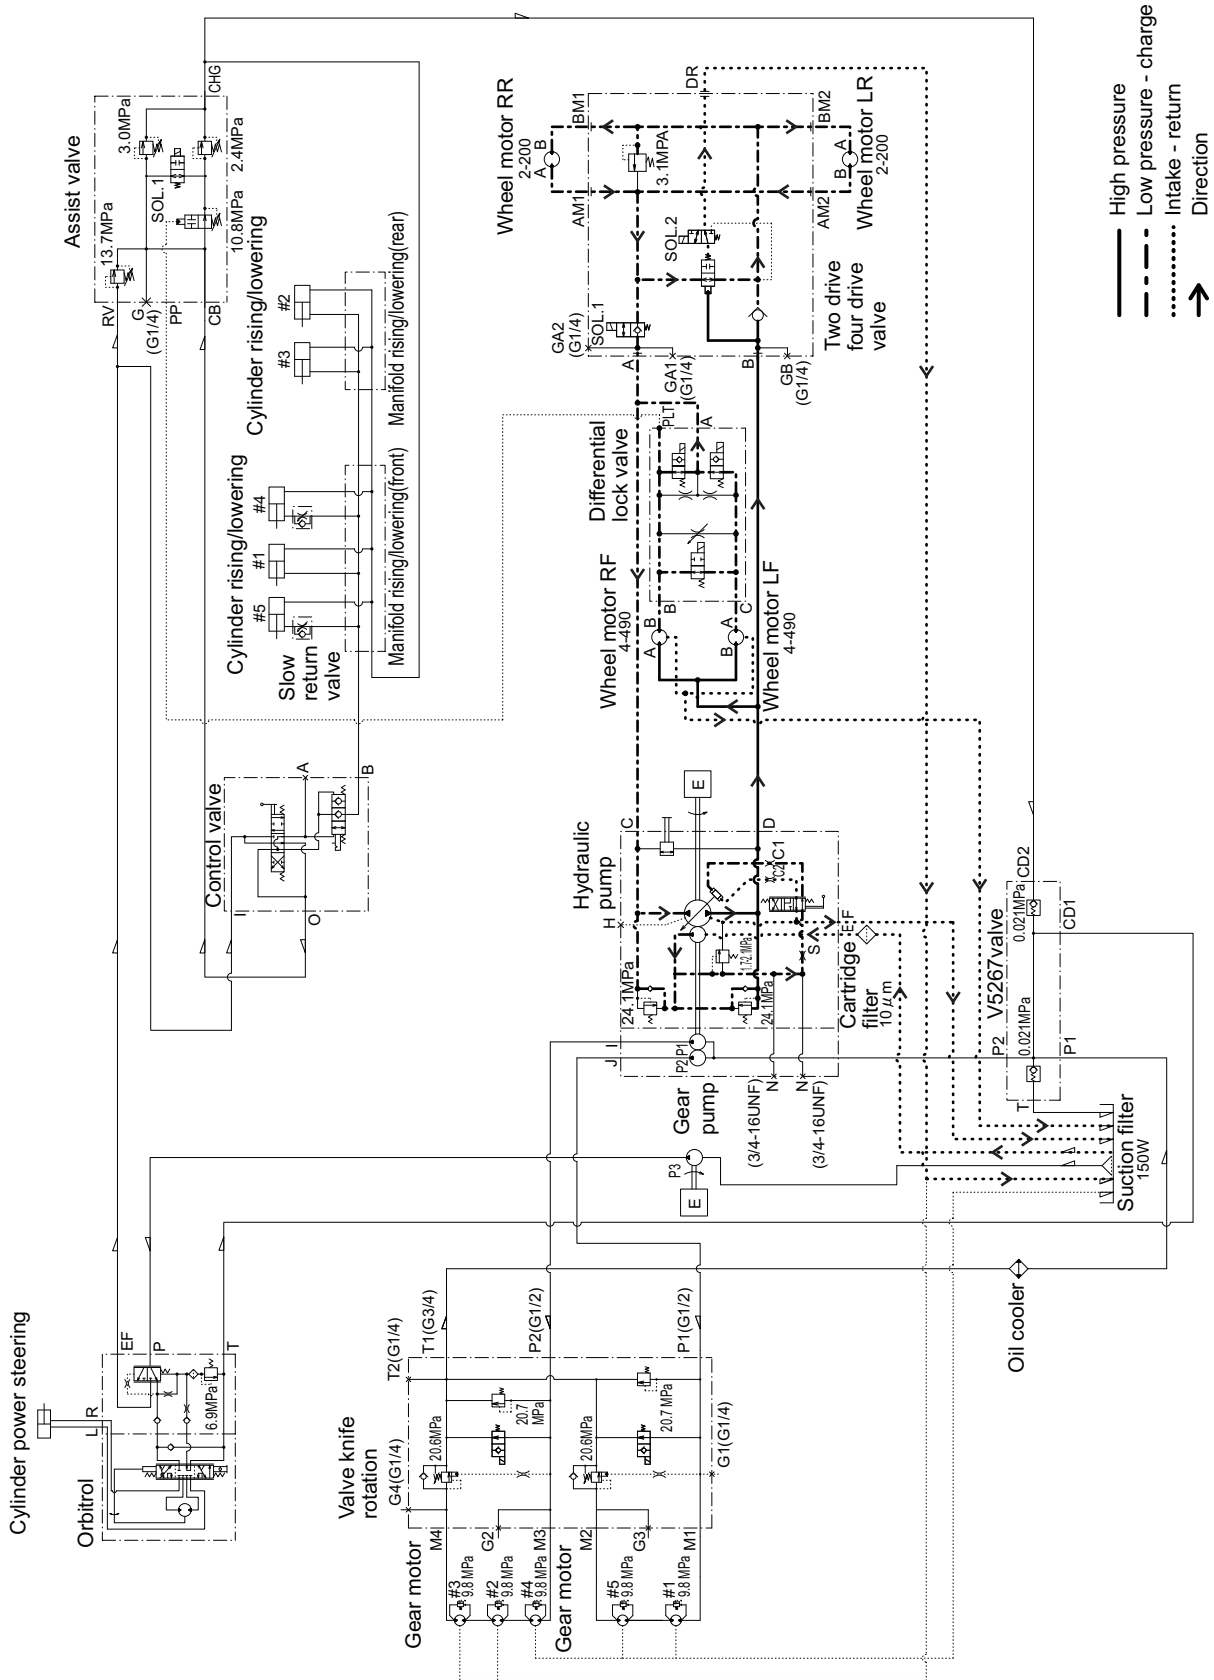 Cylinder power steering
Orbitrol
L
R
EF
P
T
6.9MPa
Valve knife
rotation
G4(G1/4)
T2(G1/4)
T1(G3/4)
P2(G1/2)
P1(G1/2)
G1(G1/4)
20.6MPa
20.7
MPa
20.6MPa
20.7 MPa
M4
G2
M3
M2
G3
M1
Gear motor
#3
9.8 MPa
#2
9.8 MPa
#4
9.8 MPa
Gear motor
#5
9.8 MPa
#1
9.8 MPa
Oil cooler
Suction filter
150W
E
P3
Gear
pump
J
I
P2
P1
N
(3/4-16UNF)
N
(3/4-16UNF)
Hydraulic
pump
H
24.1MPa
24.1MPa
1.7-2.1MPa
C
D
C2
C1
S
E
F
E
Cartridge
filter
10μm
V5267valve
P2
P1
T
0.021MPa
0.021MPa
CD2
CD1
Control valve
I
O
A
B
Assist valve
13.7MPa
SOL.1
3.0MPa
10.8MPa
2.4MPa
RV
G
(G1/4)
PP
CB
CHG
Cylinder rising/lowering
#5
#1
#4
Slow
return
valve
Manifold rising/lowering(front)
Cylinder rising/lowering
#3
#2
Manifold rising/lowering(rear)
Wheel motor RF
4-490
A
B
B
A
B
C
Wheel motor LF
4-490
Differential
lock valve
PLT
A
Two drive
four drive
valve
GA2
(G1/4)
SOL.1
A
GA1
(G1/4)
B
GB
(G1/4)
SOL.2
3.1MPA
AM1
BM1
AM2
BM2
DR
Wheel motor RR
2-200
A
B
Wheel motor LR
2-200
B
A
High pressure
Low pressure - charge
Intake - return
Direction